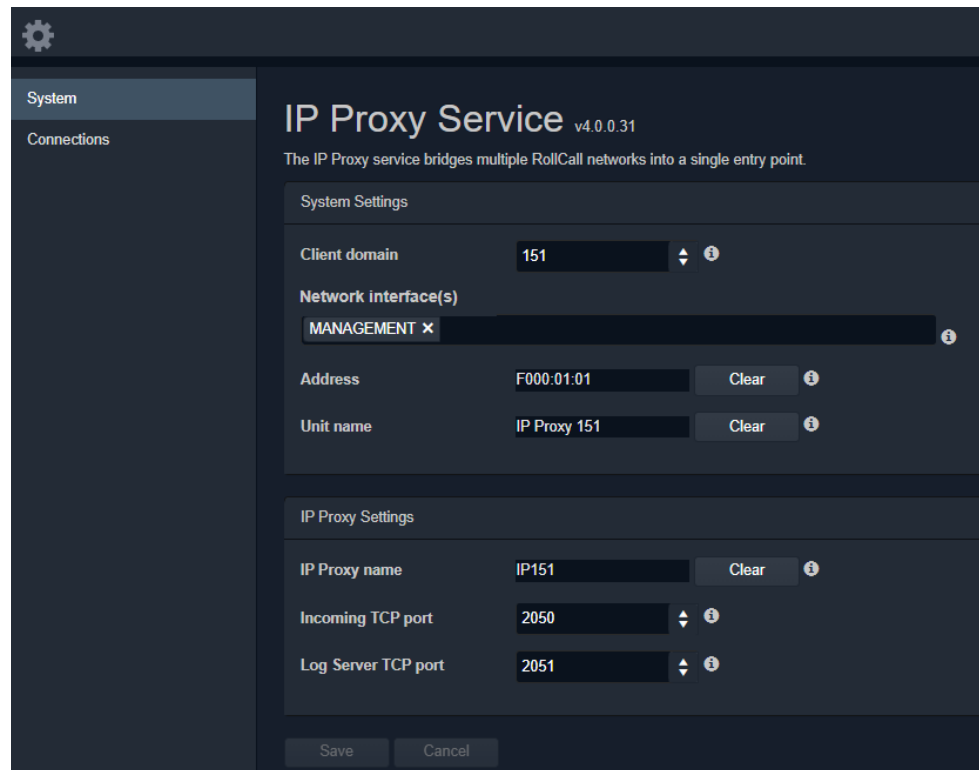 System
Connections
IP Proxy Service v4.0.0.31
The IP Proxy service bridges multiple RollCall networks into a single entry point.
System Settings
Client domain 151
Network interface(s)
MANAGEMENT ×
Address F000:01:01 Clear
Unit name IP Proxy 151 Clear
IP Proxy Settings
IP Proxy name IP151 Clear
Incoming TCP port 2050
Log Server TCP port 2051
Save Cancel